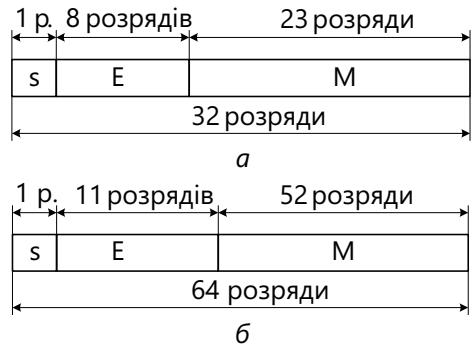 1 р. 8 розрядів 23 розряди
s E M
32 розряди
а
1 р. 11 розрядів 52 розряди
s E M
64 розряди
б